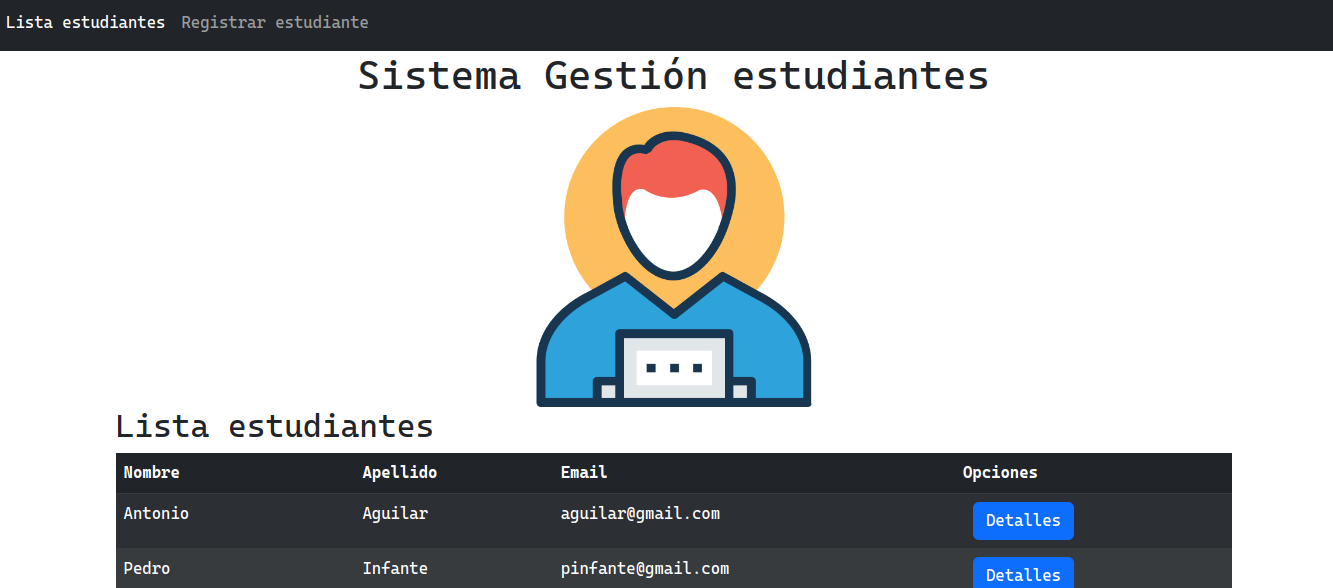 Lista estudiantes Registrar estudiante
Sistema Gestión estudiantes
Lista estudiantes
Nombre Apellido Email Opciones
Antonio Aguilar aguilar@gmail.com Detalles
Pedro Infante pinfante@gmail.com Detalles